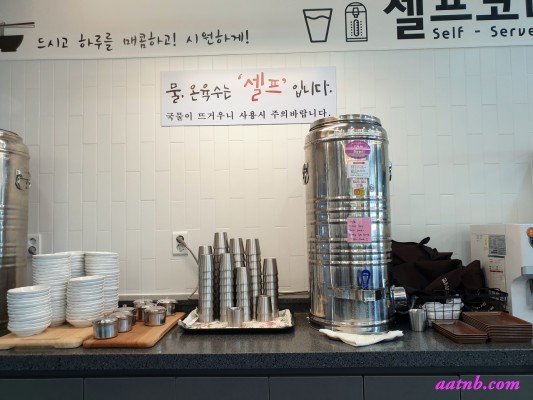 드시고 하루를 매콤하고! 시원하게!
셀프코
Self - Serve
물, 온육수는 '셀프' 입니다.
국물이 뜨거우니 사용시 주의바랍니다.
aatnb.com